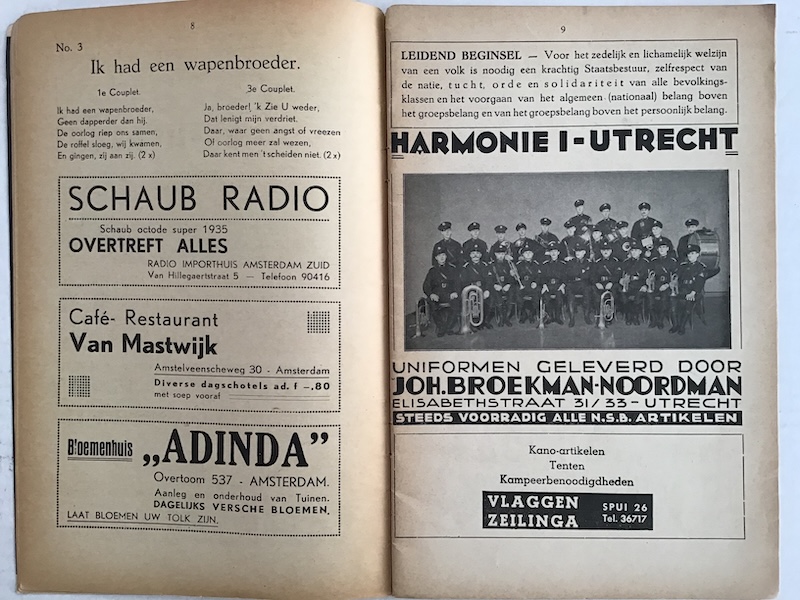 8
No. 3
Ik had een wapenbroeder.
1e Couplet.
Ik had een wapenbroeder,
Geen dapperder dan hij.
De oorlog riep ons samen,
De roffel sloeg, wij kwamen,
En gingen, zij aan zij. (2 x)
3e Couplet.
Ja, broeder! 'k Zie U weder,
Dat lenigt mijn verdriet.
Daar, waar geen angst of vreezen
Of oorlog meer zal wezen,
Daar kent men 't scheiden niet. (2 x)
SCHAUB RADIO
Schaub octode super 1935
OVERTREFT ALLES
RADIO IMPORTHUIS AMSTERDAM ZUID
Van Hillegaertstraat 5 — Telefoon 90416
Café- Restaurant
Van Mastwijk
Amstelveenscheweg 30 - Amsterdam
Diverse dagschotels ad. f -,80
met soep vooraf
Bloemenhuis „ADINDA”
Overtoom 537 - AMSTERDAM.
Aanleg en onderhoud van Tuinen.
DAGELIJKS VERSCHE BLOEMEN.
LAAT BLOEMEN UW TOLK ZIJN.
9
LEIDEND BEGINSEL — Voor het zedelijk en lichamelijk welzijn
van een volk is noodig een krachtig Staatsbestuur, zelfrespect van
de natie, tucht, orde en solidariteit van alle bevolkings-
klassen en het voorgaan van het algemeen (nationaal) belang boven
het groepsbelang en van het groepsbelang boven het persoonlijk belang.
HARMONIE I - UTRECHT
UNIFORMEN GELEVERD DOOR
JOH. BROEKMAN-NOORDMAN
ELISABETHSTRAAT 31/33 - UTRECHT
STEEDS VOORRADIG ALLE N.S.B. ARTIKELEN
Kano-artikelen
Tenten
Kampeerbenoodigdheden
VLAGGEN
ZEILINGA
SPUI 26
Tel. 36717